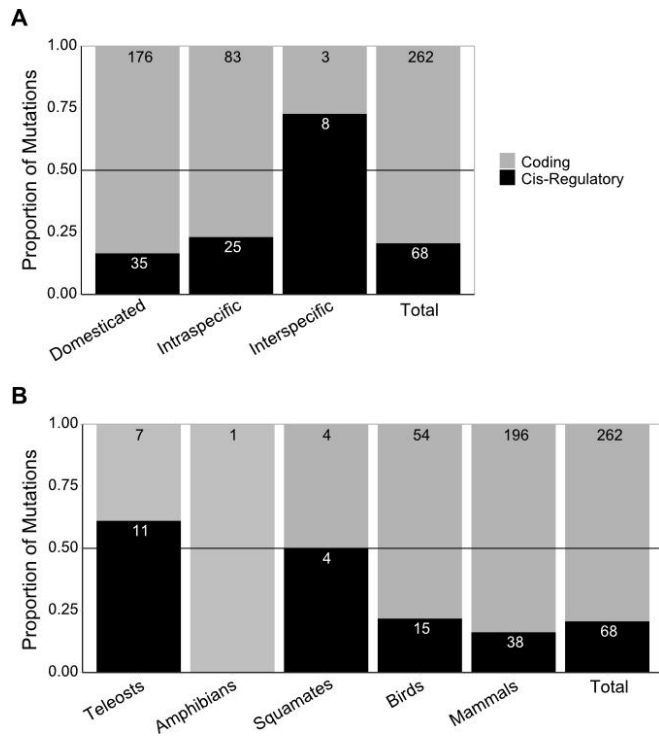 A
1.00
176
83
3
262
0.75
8
0.50
0.25
35
25
68
0.00
Proportion of Mutations
Domesticated
Intraspecific
Interspecific
Total
Coding
Cis-Regulatory
B
1.00
7
1
4
54
196
262
0.75
11
0.50
4
0.25
15
38
68
0.00
Proportion of Mutations
Teleosts
Amphibians
Squamates
Birds
Mammals
Total